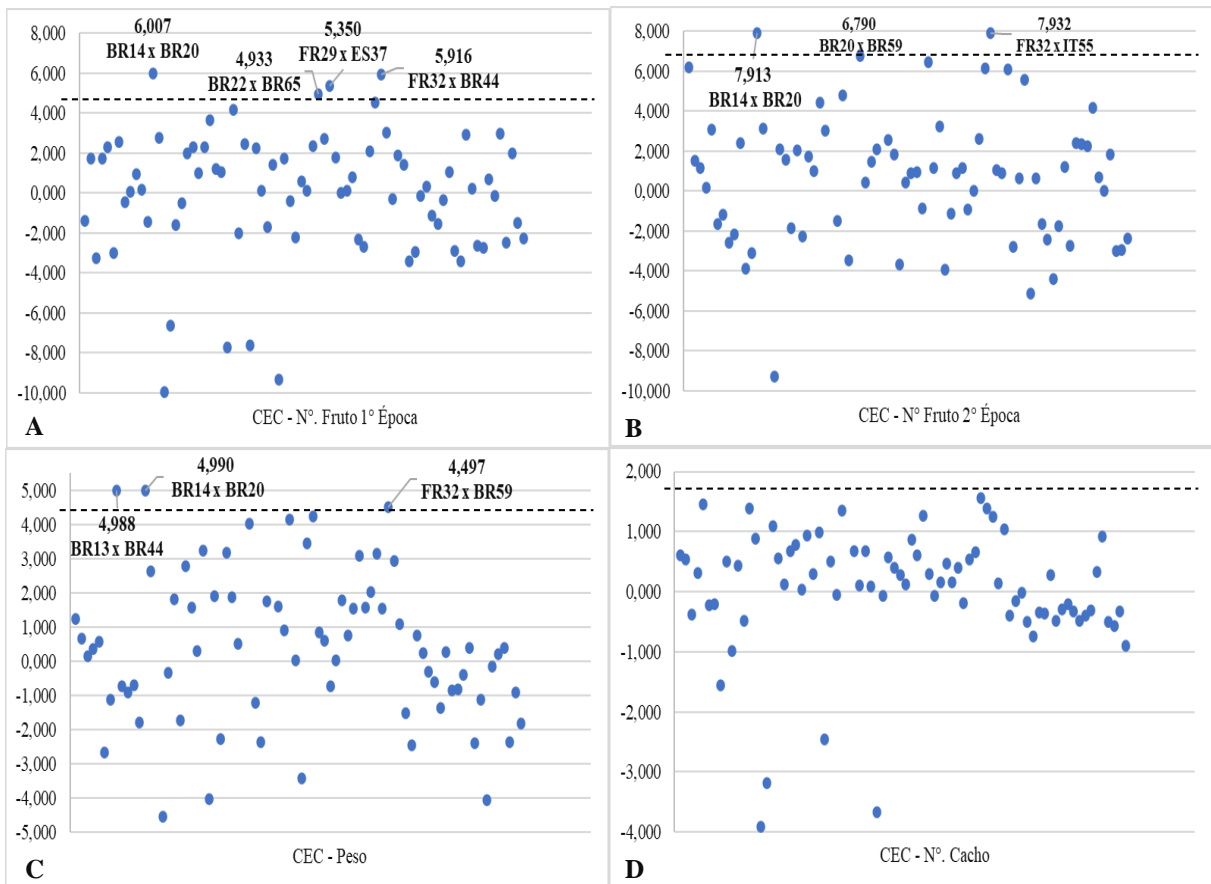 6,007
BR14 x BR20
4,933
BR22 x BR65
5,350
FR29 x ES37
5,916
FR32 x BR44
8,000
6,000
4,000
2,000
0,000
-2,000
-4,000
-6,000
-8,000
-10,000
CEC - N°. Fruto 1° Época
A
7,913
BR14 x BR20
6,790
BR20 x BR59
7,932
FR32 x IT55
8,000
6,000
4,000
2,000
0,000
-2,000
-4,000
-6,000
-8,000
-10,000
CEC - N° Fruto 2° Época
B
4,988
BR13 x BR44
4,990
BR14 x BR20
4,497
FR32 x BR59
5,000
4,000
3,000
2,000
1,000
0,000
-1,000
-2,000
-3,000
-4,000
-5,000
CEC - Peso
C
2,000
1,000
0,000
-1,000
-2,000
-3,000
-4,000
CEC - N°. Cacho
D